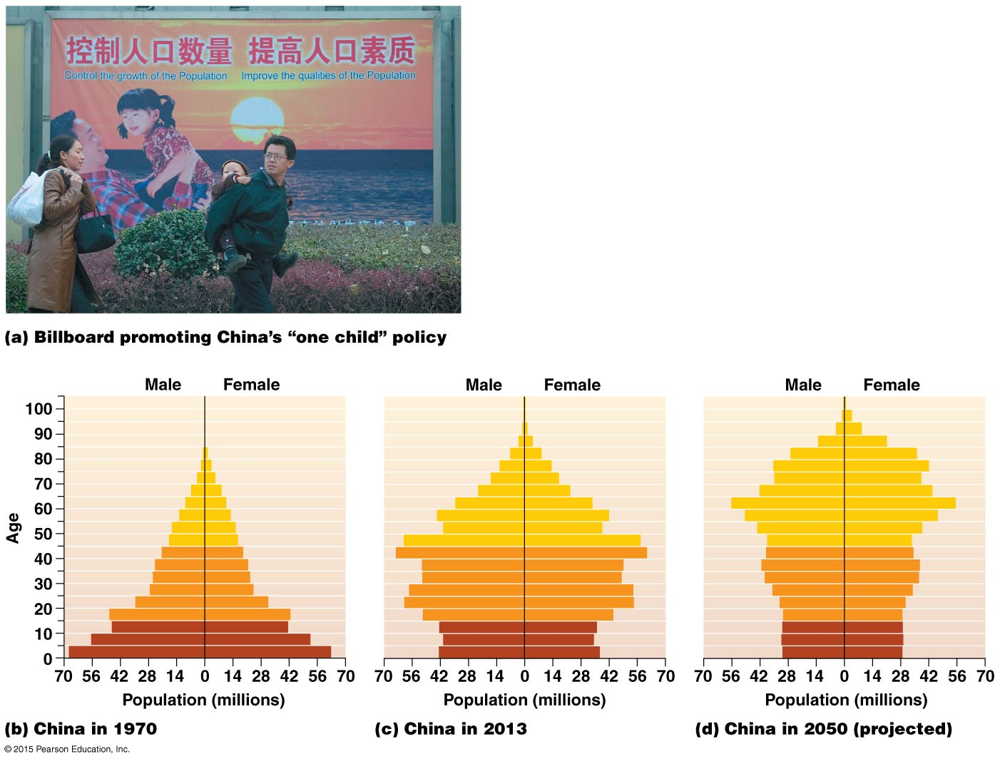 控制人口数量 提高人口素质
Control the growth of the Population Improve the qualities of the Population
(a) Billboard promoting China’s “one child” policy
Male Female Male Female Male Female
100
90
80
70
60
50
40
30
20
10
0
Age
70 56 42 28 14 0 14 28 42 56 70 70 56 42 28 14 0 14 28 42 56 70 70 56 42 28 14 0 14 28 42 56 70
Population (millions) Population (millions) Population (millions)
(b) China in 1970 (c) China in 2013 (d) China in 2050 (projected)
© 2015 Pearson Education, Inc.